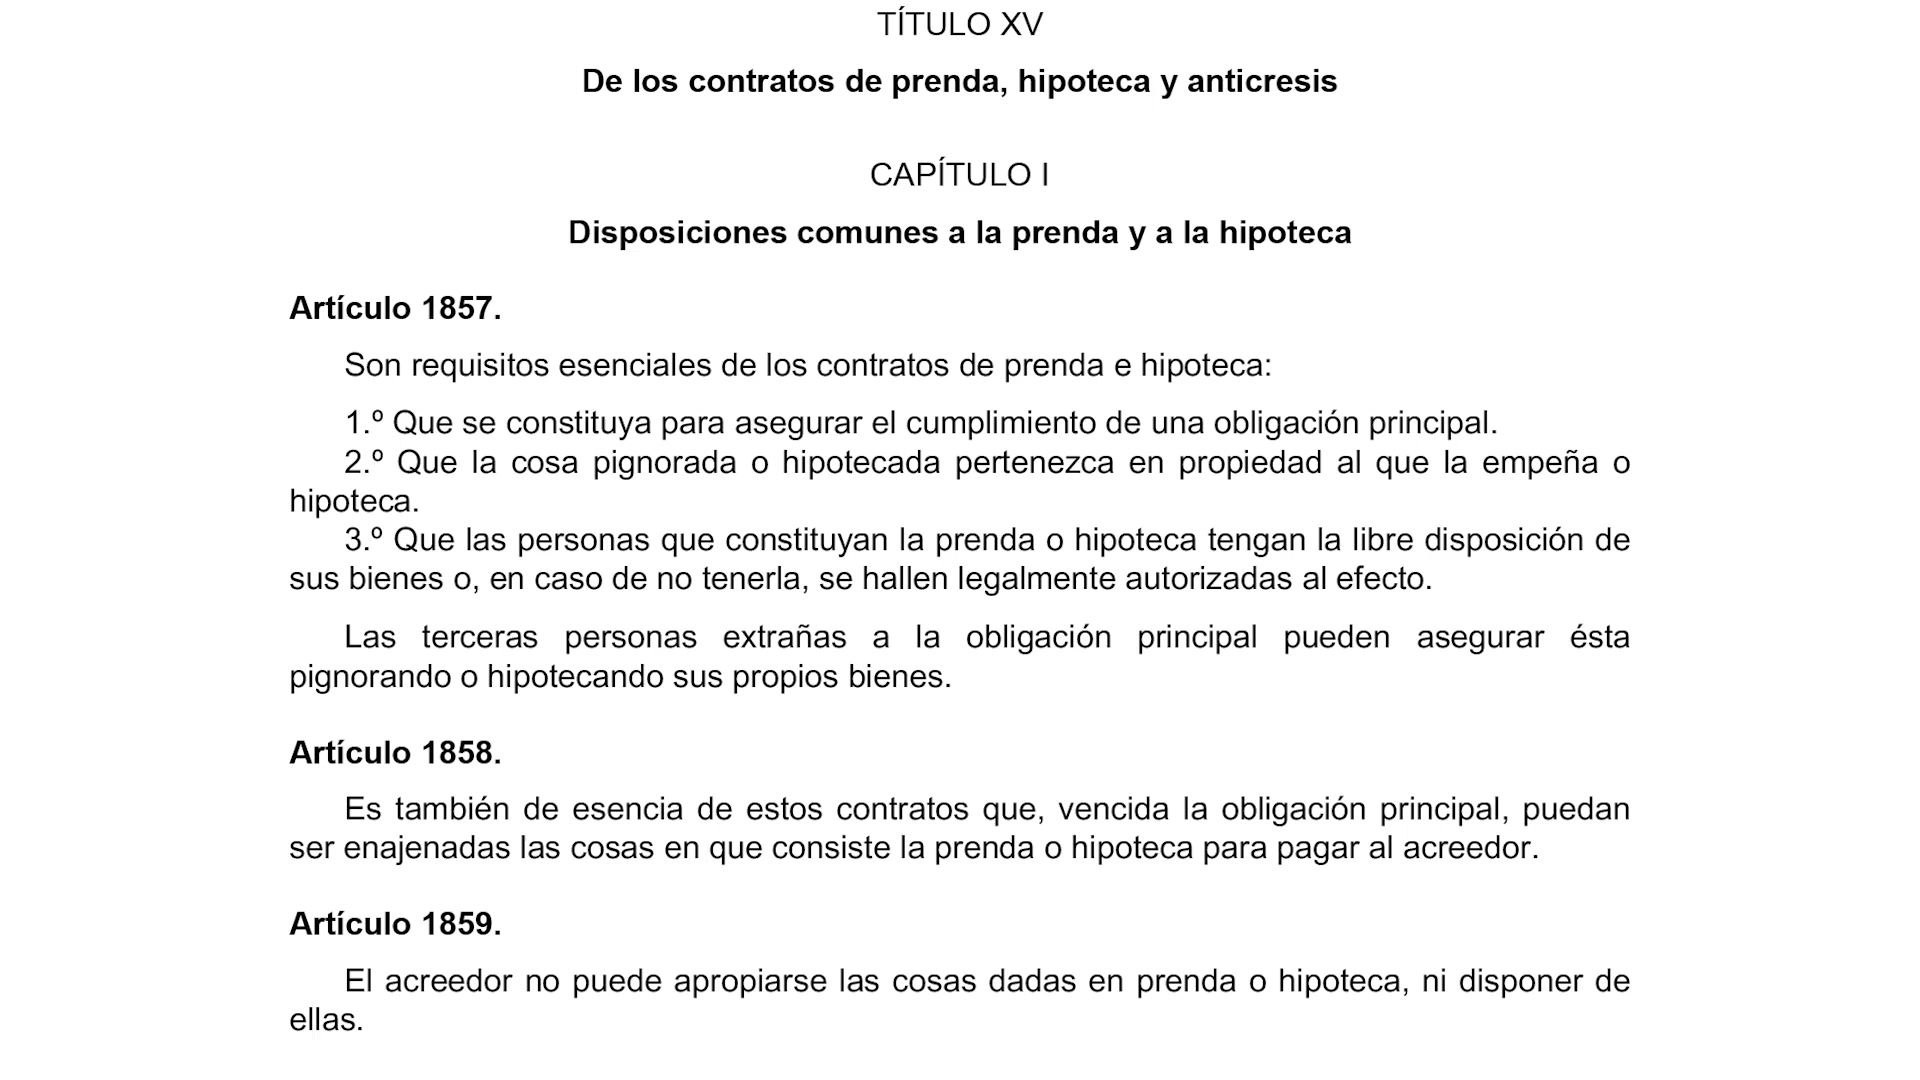 TÍTULO XV
De los contratos de prenda, hipoteca y anticresis
CAPÍTULO I
Disposiciones comunes a la prenda y a la hipoteca
Artículo 1857.
Son requisitos esenciales de los contratos de prenda e hipoteca:
1.º Que se constituya para asegurar el cumplimiento de una obligación principal.
2.º Que la cosa pignorada o hipotecada pertenezca en propiedad al que la empeña o
hipoteca.
3.º Que las personas que constituyan la prenda o hipoteca tengan la libre disposición de
sus bienes o, en caso de no tenerla, se hallen legalmente autorizadas al efecto.
Las terceras personas extrañas a la obligación principal pueden asegurar ésta
pignorando o hipotecando sus propios bienes.
Artículo 1858.
Es también de esencia de estos contratos que, vencida la obligación principal, puedan
ser enajenadas las cosas en que consiste la prenda o hipoteca para pagar al acreedor.
Artículo 1859.
El acreedor no puede apropiarse las cosas dadas en prenda o hipoteca, ni disponer de
ellas.